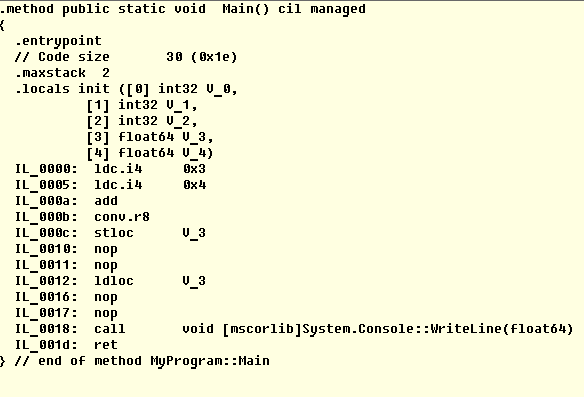 .method public static void  Main() cil managed
{
  .entrypoint
  // Code size       30 (0x1e)
  .maxstack  2
  .locals init ([0] int32 V_0,
           [1] int32 V_1,
           [2] int32 V_2,
           [3] float64 V_3,
           [4] float64 V_4)
  IL_0000:  ldc.i4     0x3
  IL_0005:  ldc.i4     0x4
  IL_000a:  add
  IL_000b:  conv.r8
  IL_000c:  stloc      V_3
  IL_0010:  nop
  IL_0011:  nop
  IL_0012:  ldloc      V_3
  IL_0016:  nop
  IL_0017:  nop
  IL_0018:  call       void [mscorlib]System.Console::WriteLine(float64)
  IL_001d:  ret
} // end of method MyProgram::Main